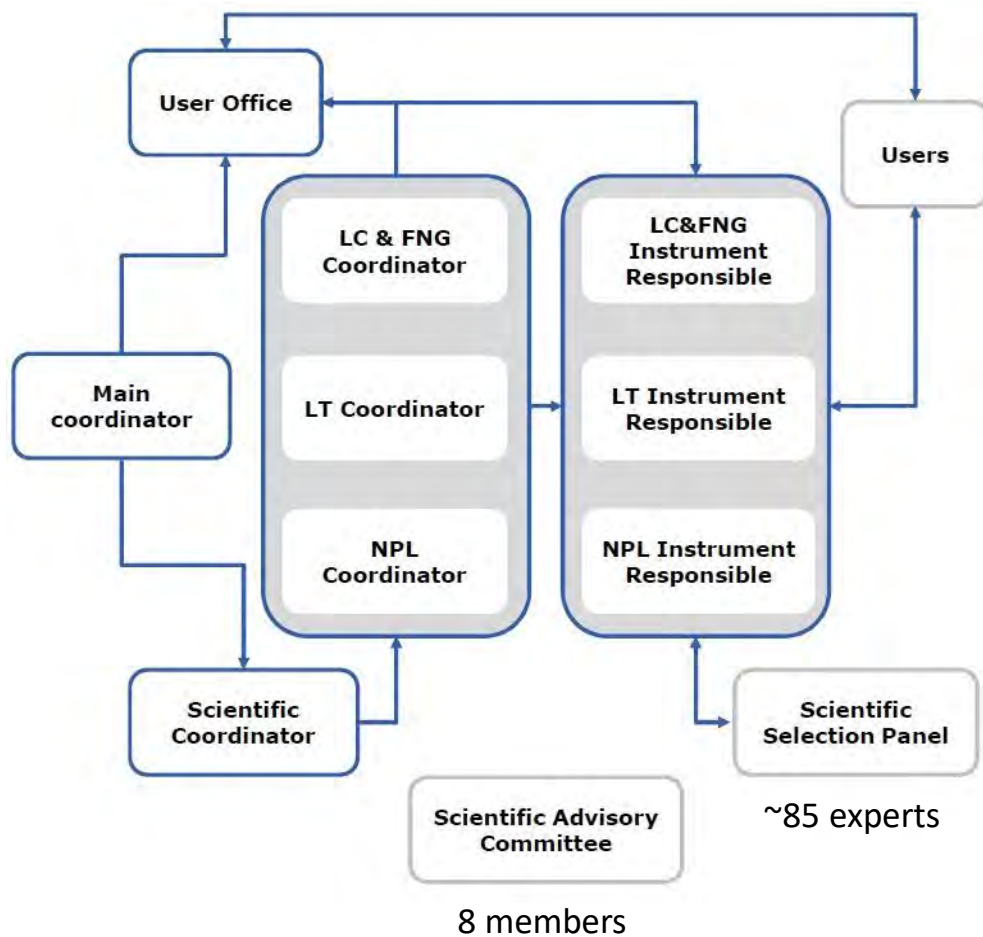 User Office
Users
LC & FNG
Coordinator
LC&FNG
Instrument
Responsible
Main
coordinator
LT Coordinator
LT Instrument
Responsible
NPL
Coordinator
NPL Instrument
Responsible
Scientific
Coordinator
Scientific
Selection Panel
~85 experts
Scientific Advisory
Committee
8 members